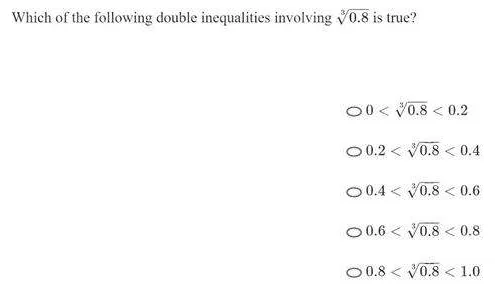 Which of the following double inequalities involving ∛0.8 is true?
0 < ∛0.8 < 0.2
0.2 < ∛0.8 < 0.4
0.4 < ∛0.8 < 0.6
0.6 < ∛0.8 < 0.8
0.8 < ∛0.8 < 1.0